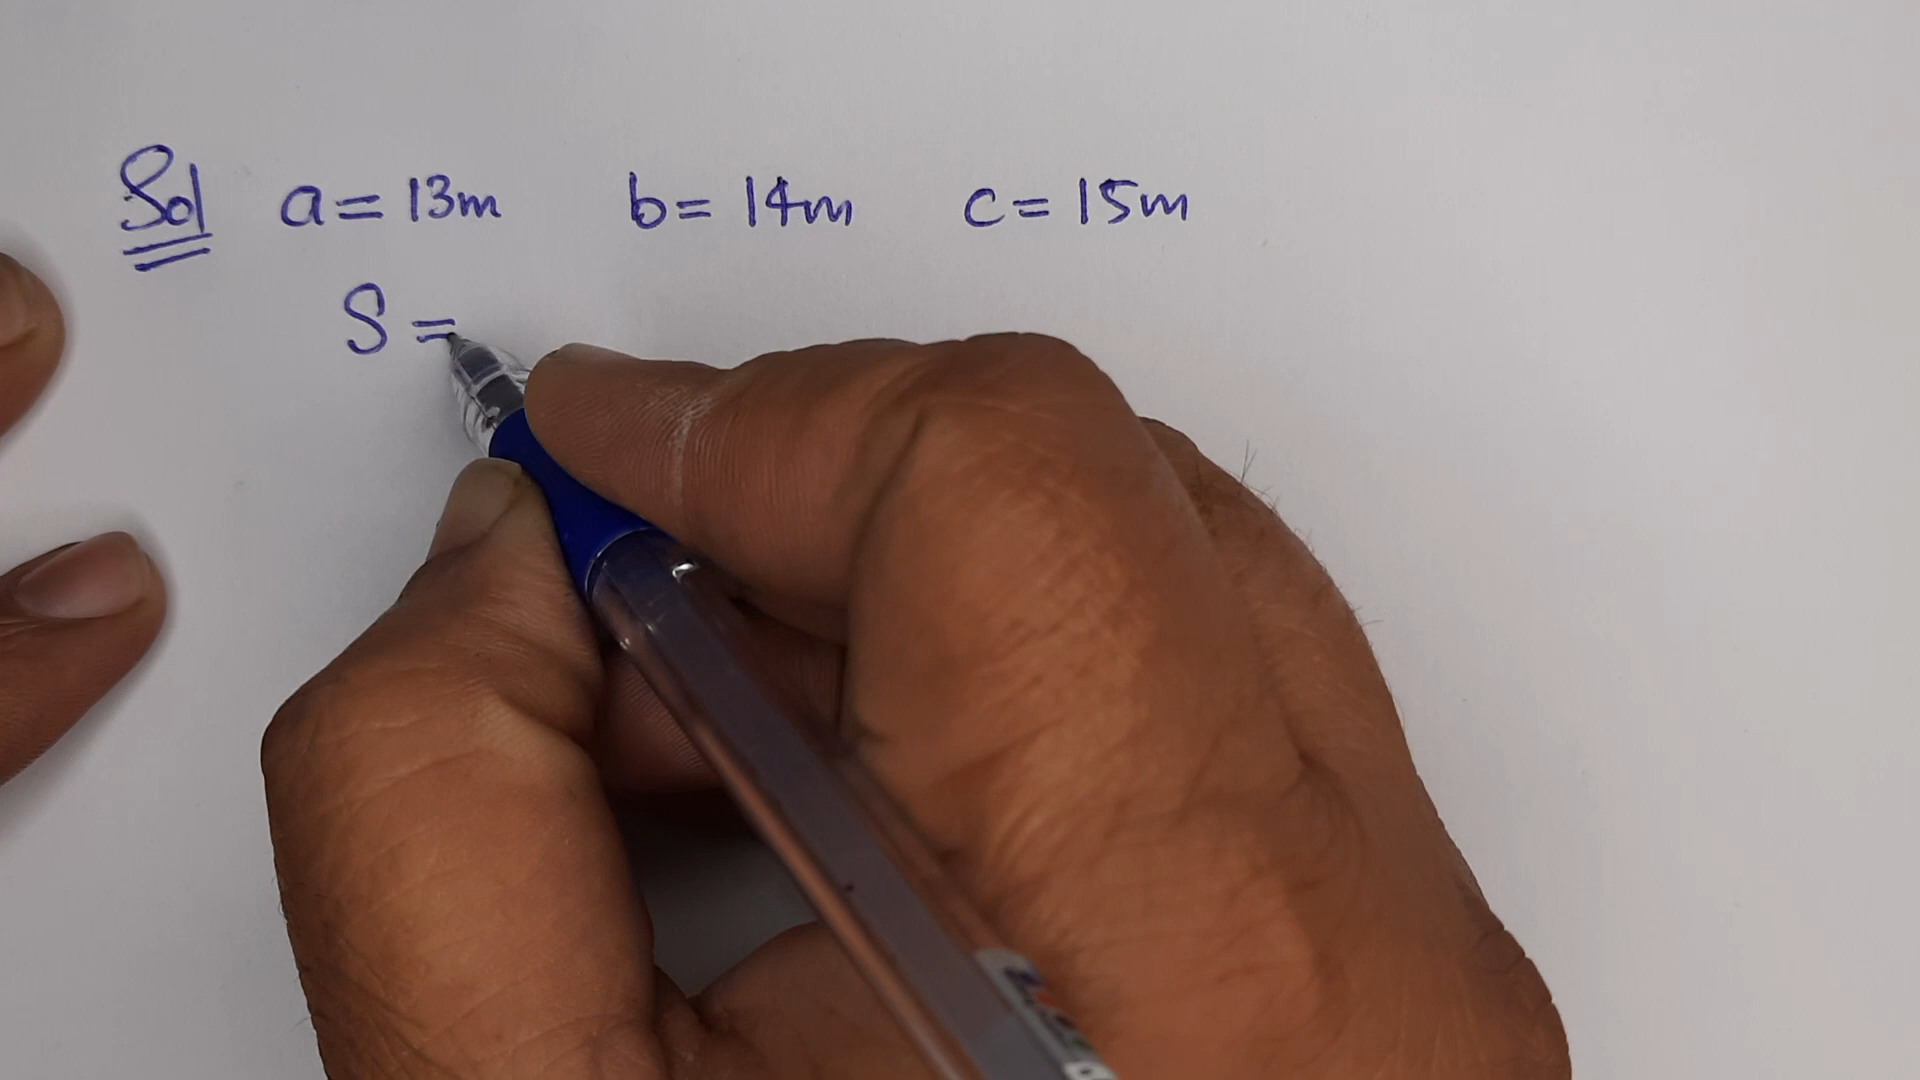 Sol a = 13m b = 14m c = 15m
S =